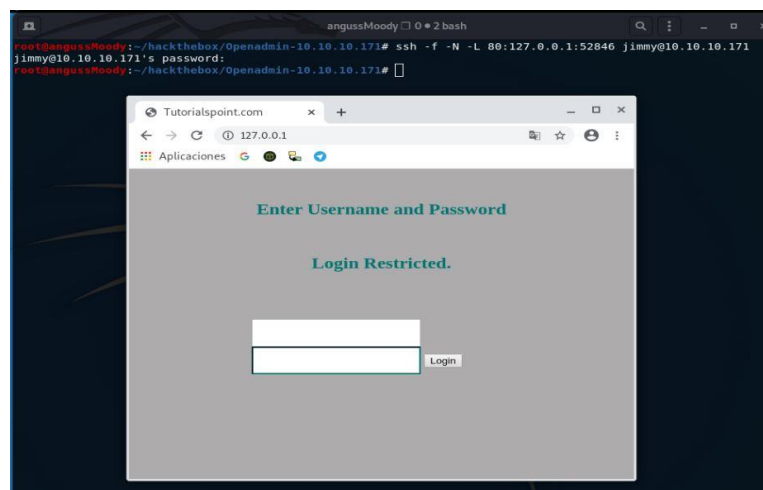 angussMoody 0 • 2 bash
root@angussMoody:~/hackthebox/Openadmin-10.10.10.171# ssh -f -N -L 80:127.0.0.1:52846 jimmy@10.10.10.171
jimmy@10.10.10.171's password:
root@angussMoody:~/hackthebox/Openadmin-10.10.10.171#
Tutorialspoint.com
127.0.0.1
Aplicaciones
Enter Username and Password
Login Restricted.
Login